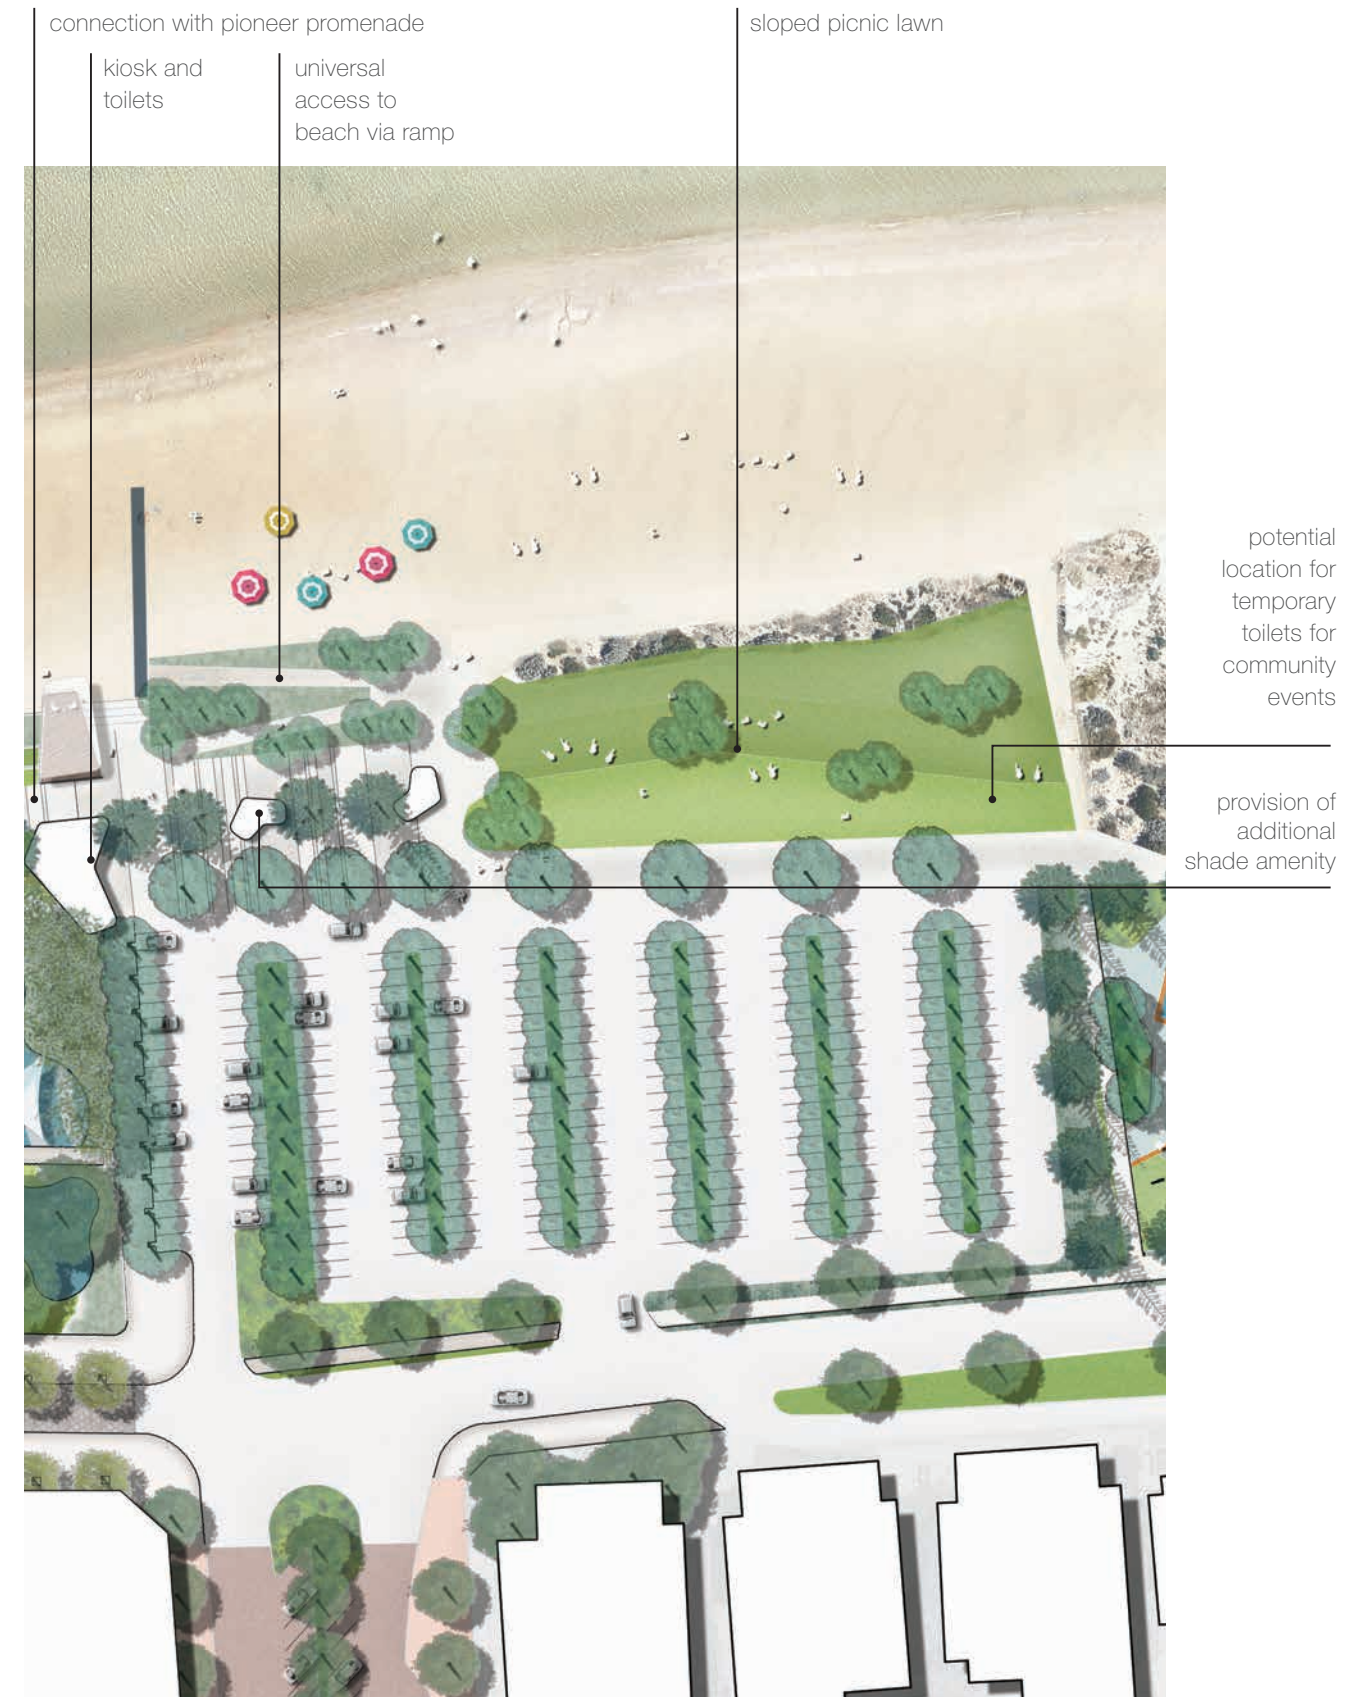 connection with pioneer promenade
sloped picnic lawn
kiosk and
toilets
universal
access to
beach via ramp
potential
location for
temporary
toilets for
community
events
provision of
additional
shade amenity